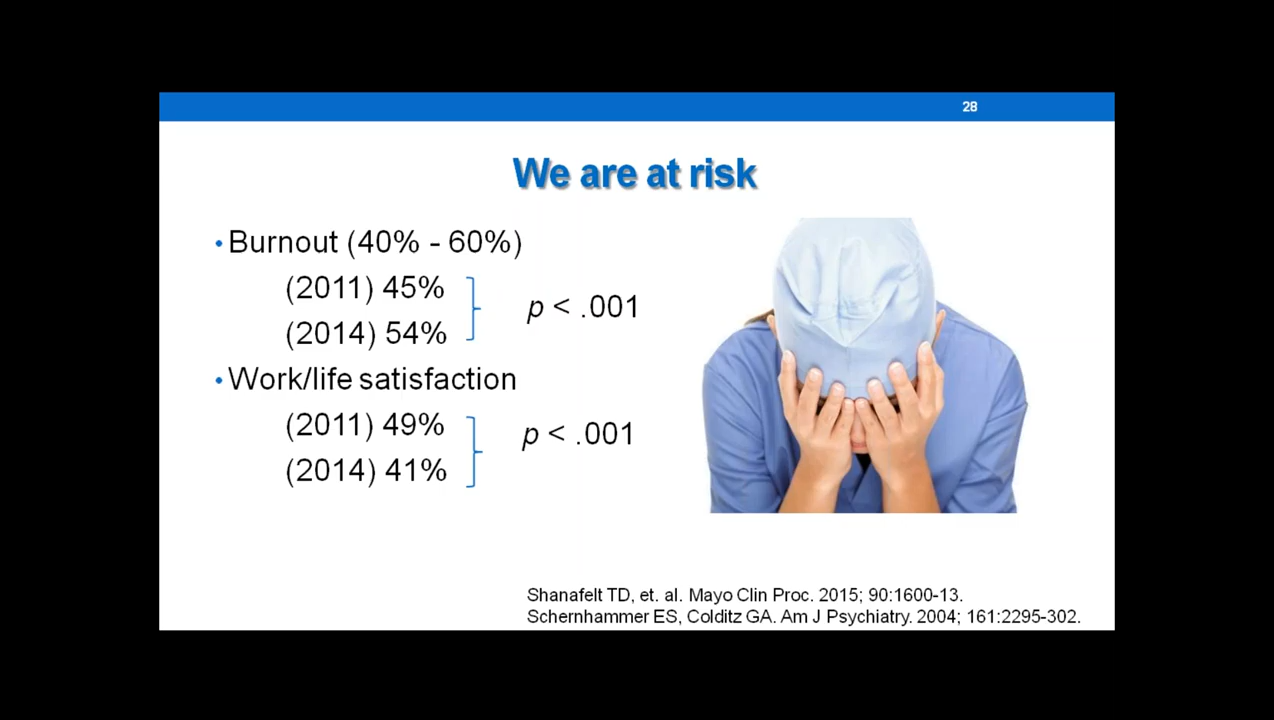 28
We are at risk
• Burnout (40% - 60%)
(2011) 45%
(2014) 54%
p < .001
• Work/life satisfaction
(2011) 49%
(2014) 41%
p < .001
Shanafelt TD, et. al. Mayo Clin Proc. 2015; 90:1600-13.
Schernhammer ES, Colditz GA. Am J Psychiatry. 2004; 161:2295-302.